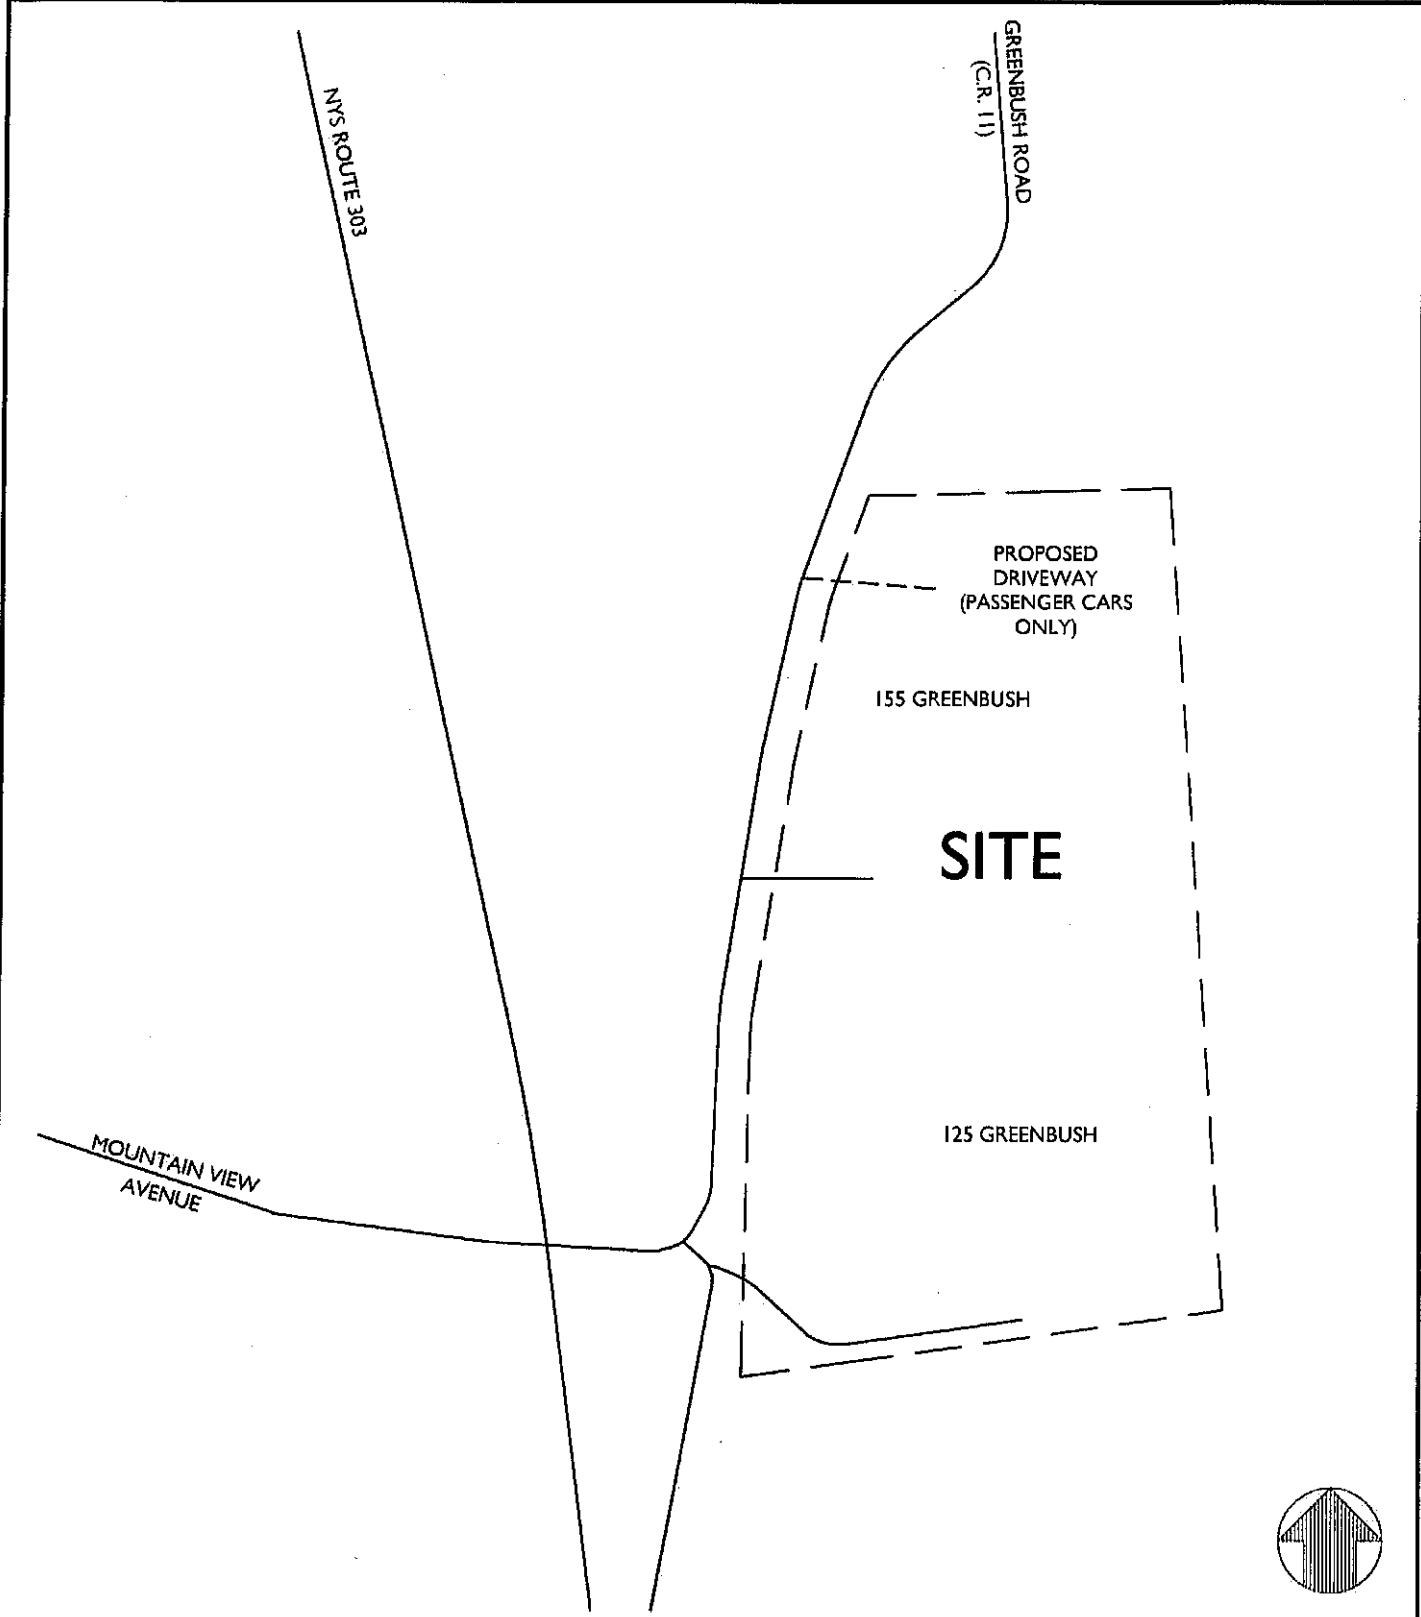 GREENBUSH ROAD
(C.R. 11)
NYS ROUTE 303
PROPOSED
DRIVEWAY
(PASSENGER CARS
ONLY)
155 GREENBUSH
SITE
125 GREENBUSH
MOUNTAIN VIEW
AVENUE